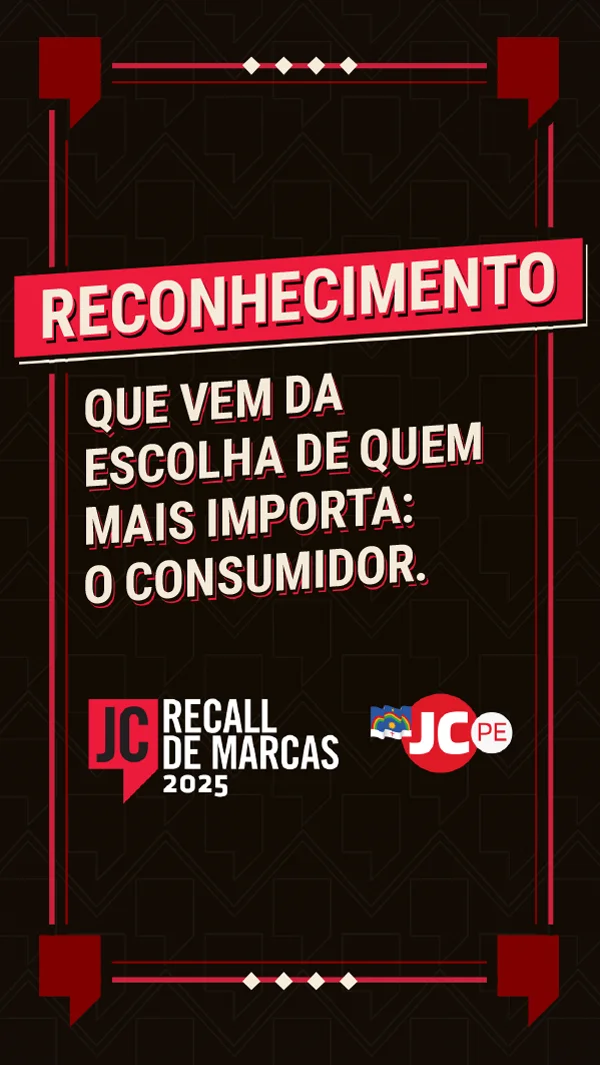 RECONHECIMENTO
QUE VEM DA
ESCOLHA DE QUEM
MAIS IMPORTA:
O CONSUMIDOR.
JC RECALL
DE MARCAS
2025
JC PE